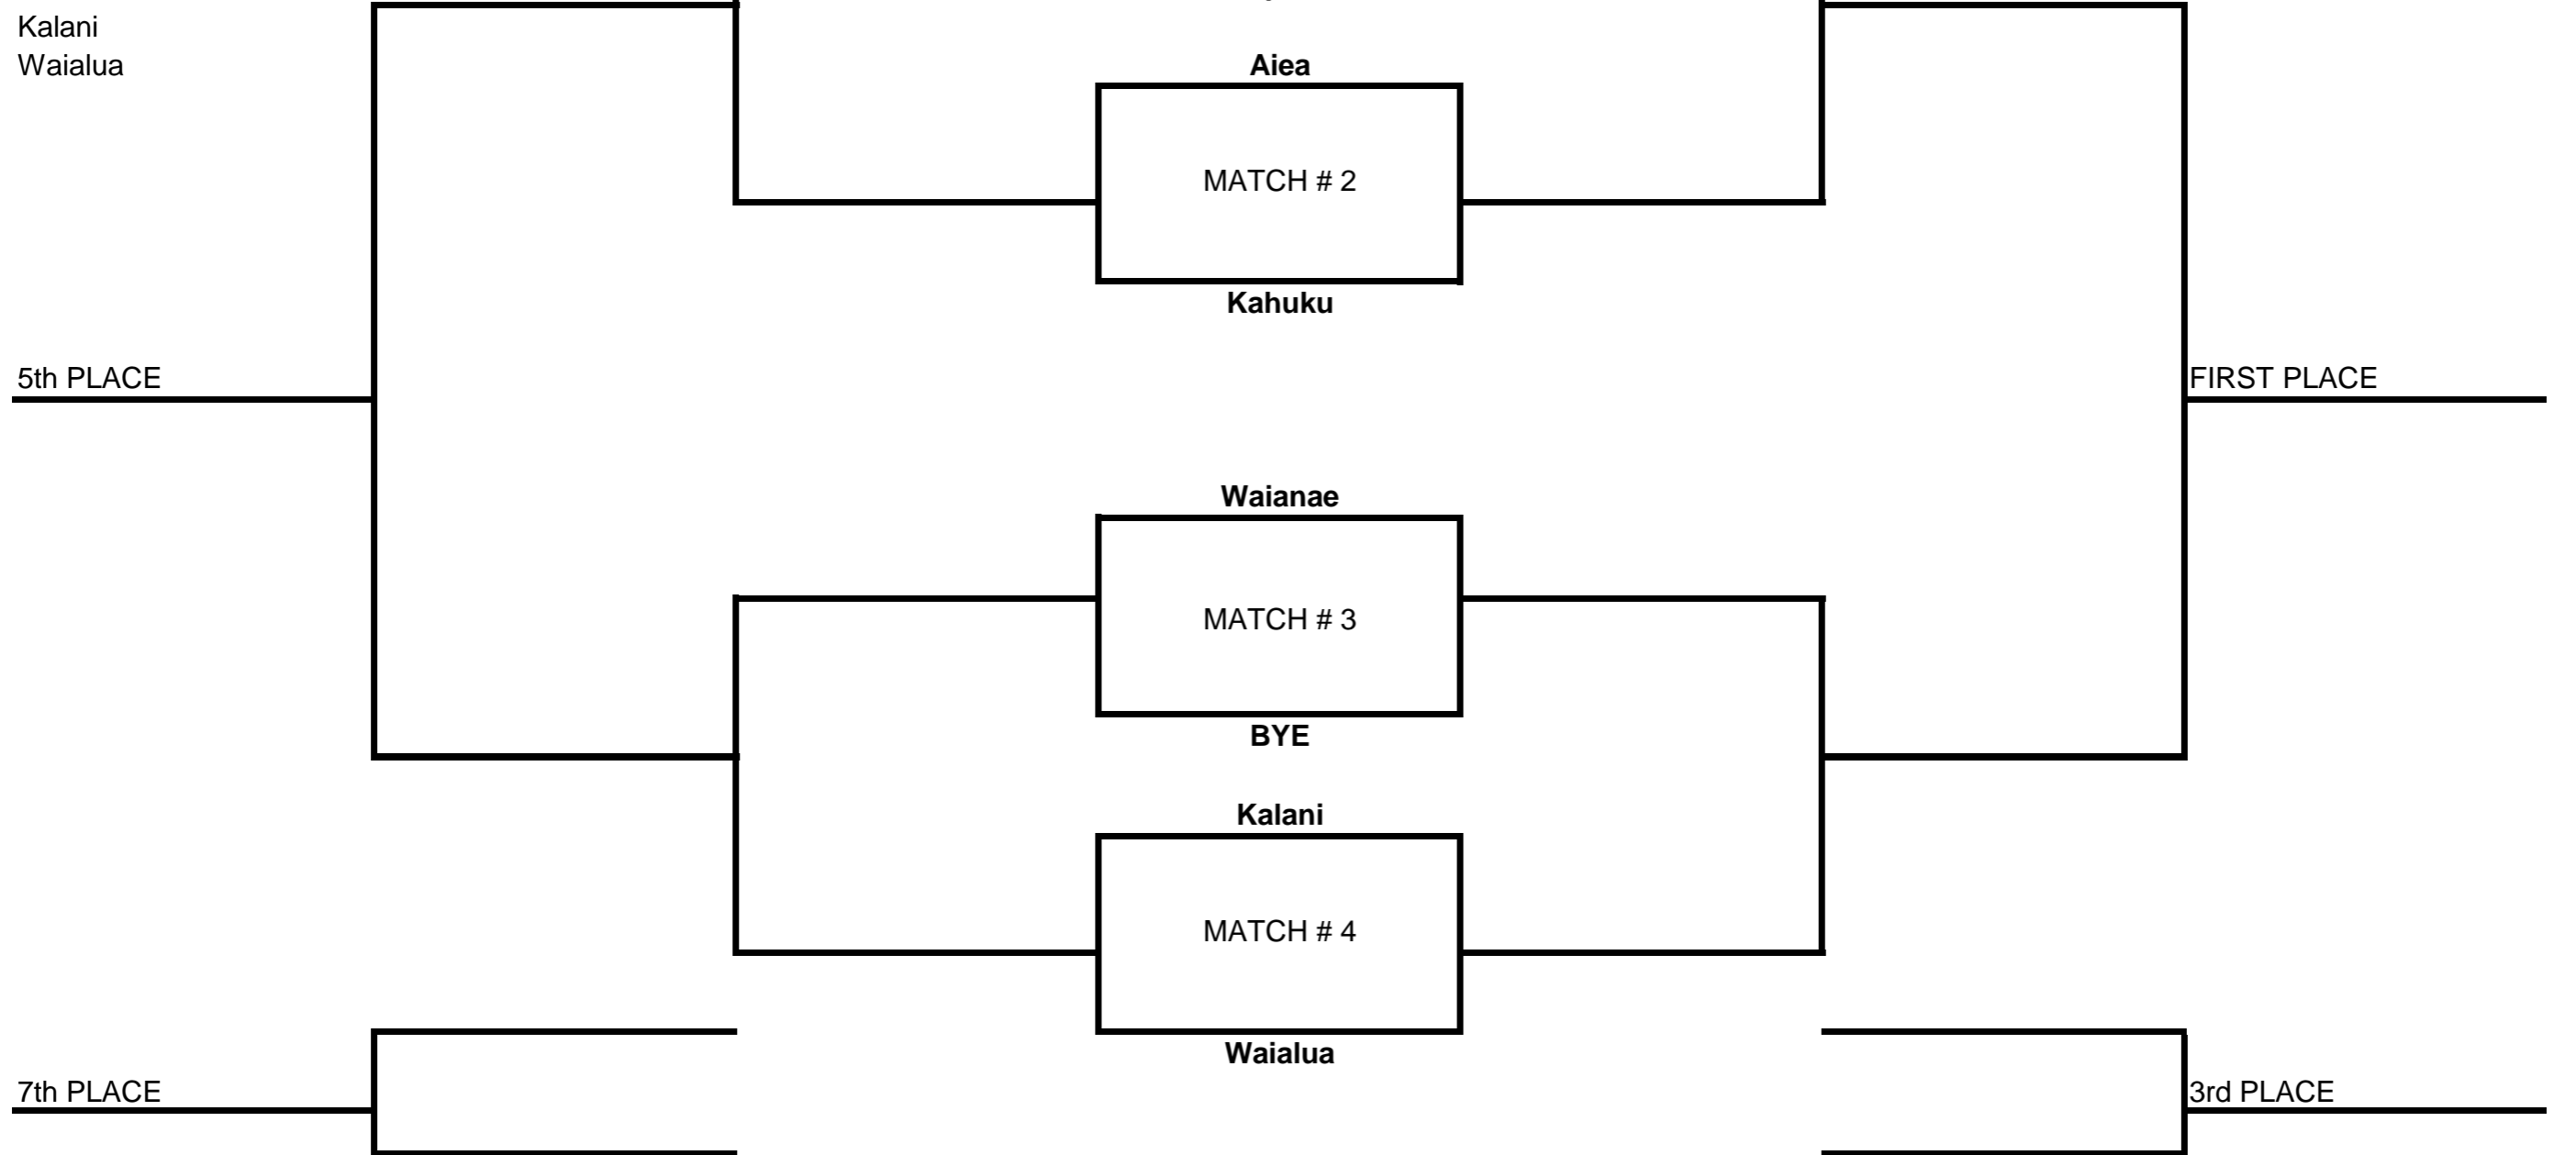 Kalani
Waialua
Aiea
MATCH # 2
Kahuku
5th PLACE
FIRST PLACE
Waianae
MATCH # 3
BYE
Kalani
MATCH # 4
Waialua
7th PLACE
3rd PLACE